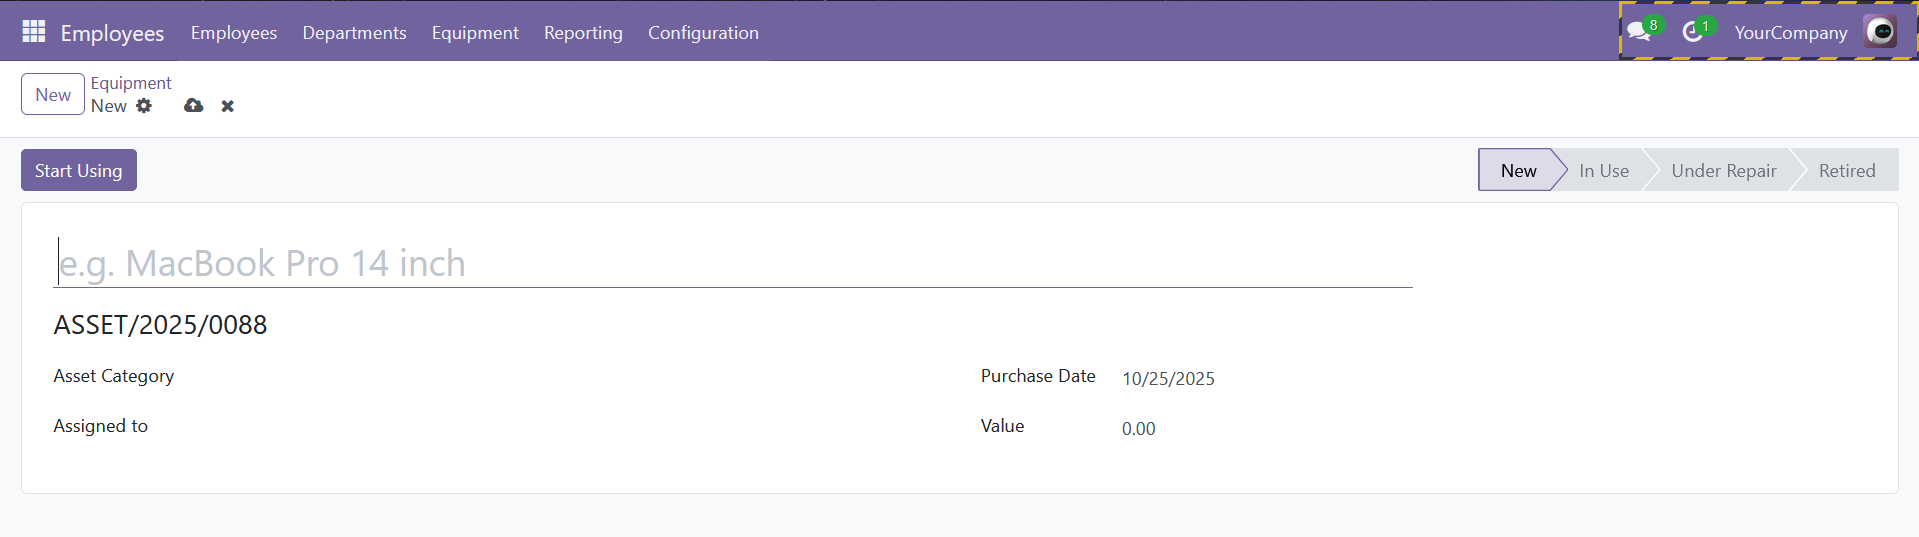 Employees Employees Departments Equipment Reporting Configuration 8 1 YourCompany
New Equipment
New
Start Using New In Use Under Repair Retired
e.g. MacBook Pro 14 inch
ASSET/2025/0088
Asset Category Purchase Date 10/25/2025
Assigned to Value 0.00